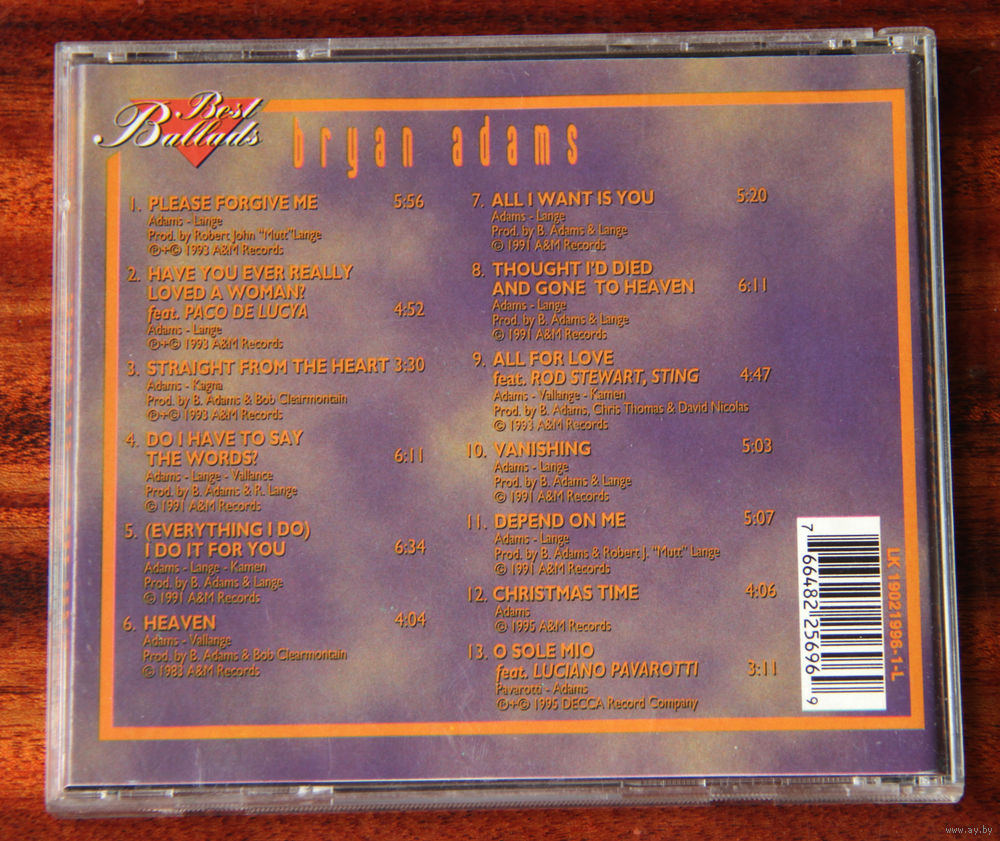 Best
Ballads
bryan adams
1. PLEASE FORGIVE ME 5:56
Adams - Lange
Prod. by Robert John "Mutt"Lange
℗+© 1993 A&M Records
2. HAVE YOU EVER REALLY
LOVED A WOMAN?
feat. PACO DE LUCYA 4:52
Adams - Lange
℗+© 1993 A&M Records
3. STRAIGHT FROM THE HEART 3:30
Adams - Kagna
Prod. by B. Adams & Bob Clearmontain
℗+© 1993 A&M Records
4. DO I HAVE TO SAY
THE WORDS? 6:11
Adams - Lange - Vallance
Prod. by B. Adams & R. Lange
© 1991 A&M Records
5. (EVERYTHING I DO)
I DO IT FOR YOU 6:34
Adams - Lange - Kamen
Prod. by B. Adams & Lange
© 1991 A&M Records
6. HEAVEN 4:04
Adams - Vallange
Prod. by B. Adams & Bob Clearmontain
© 1983 A&M Records
7. ALL I WANT IS YOU 5:20
Adams - Lange
Prod. by B. Adams & Lange
© 1991 A&M Records
8. THOUGHT I'D DIED
AND GONE TO HEAVEN 6:11
Adams - Lange
Prod. by B. Adams & Lange
© 1991 A&M Records
9. ALL FOR LOVE
feat. ROD STEWART, STING 4:47
Adams - Vallange - Kamen
Prod. by B. Adams, Chris Thomas & David Nicolas
© 1993 A&M Records
10. VANISHING 5:03
Adams - Lange
Prod. by B. Adams & Lange
© 1991 A&M Records
11. DEPEND ON ME 5:07
Adams - Lange
Prod. by B. Adams & Robert J. "Mutt" Lange
© 1991 A&M Records
12. CHRISTMAS TIME 4:06
Adams
© 1995 A&M Records
13. O SOLE MIO
feat. LUCIANO PAVAROTTI 3:11
Pavarotti - Adams
℗+© 1995 DECCA Record Company
7 66482 25696 9
LK 19021996-1-L
www.ay.by